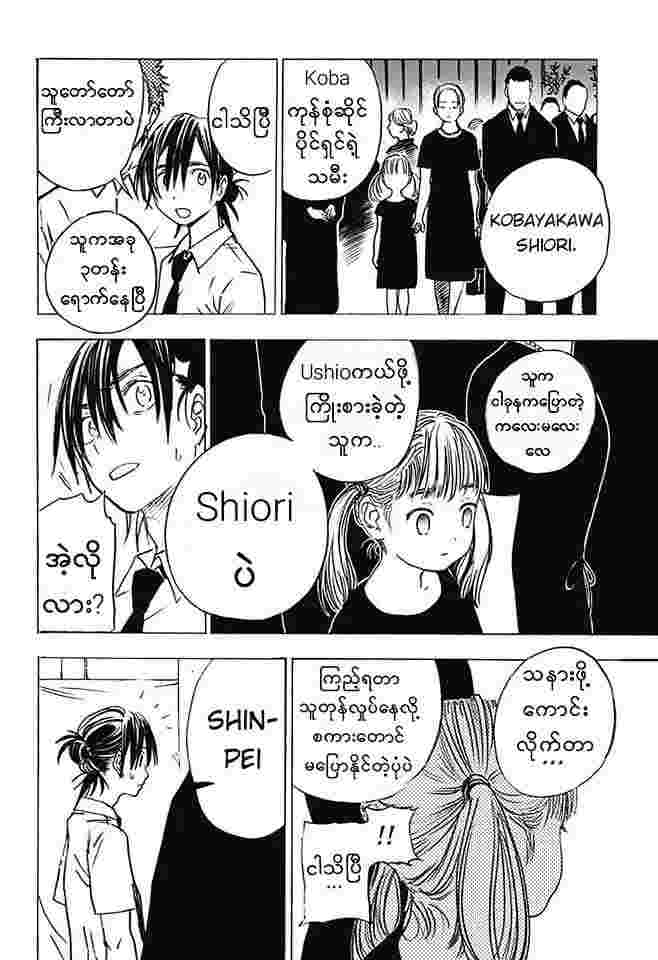 KOBAYAKAWA
SHIORI.
Koba
ကုန်စုံဆိုင်
ပိုင်ရှင်ရဲ့
သမီး
ငါသိပြီ
သူတော်တော်
ကြီးလာတာပဲ
သူကအခု
၃တန်း
ရောက်နေပြီ
သူက
ငါခုနကပြောတဲ့
ကလေးမလေး
လေ
Ushioကယ်ဖို့
ကြိုးစားခဲ့တဲ့
သူက..
Shiori
ပဲ
အဲ့လို
လား?
သနားဖို့
ကောင်း
လိုက်တာ
...
ကြည့်ရတာ
သူတုန်လှုပ်နေလို့
စကားတောင်
မပြောနိုင်တဲ့ပုံပဲ
!!
ငါသိပြီ
...
SHIN-
PEI